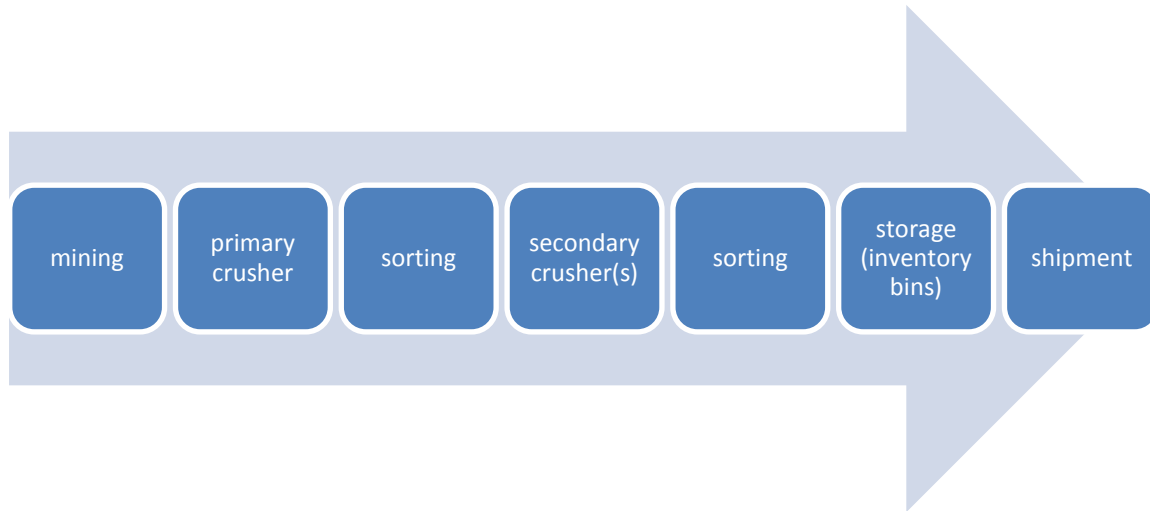 mining
primary
crusher
sorting
secondary
crusher(s)
sorting
storage
(inventory
bins)
shipment